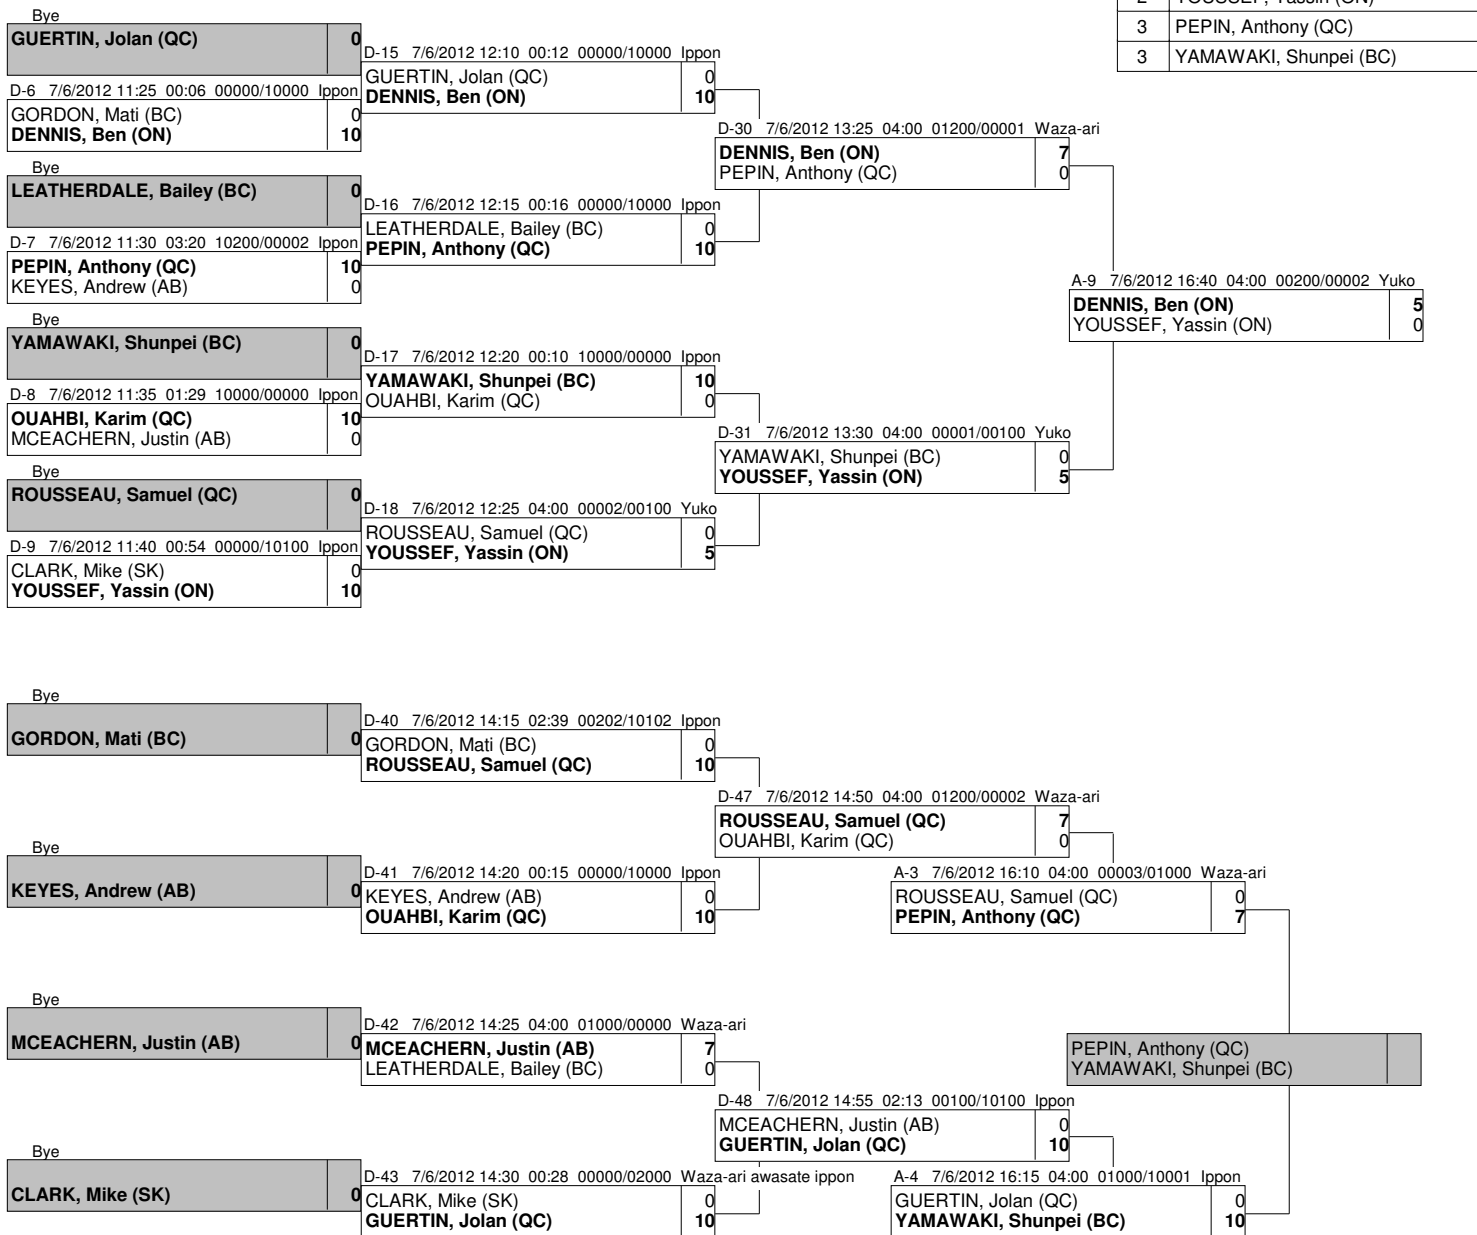 2 YOUSSEF, Yassin (ON)
3 PEPIN, Anthony (QC)
3 YAMAWAKI, Shunpei (BC)
Bye
GUERTIN, Jolan (QC) 0
D-6 7/6/2012 11:25 00:06 00000/10000 Ippon
GORDON, Mati (BC) 0
DENNIS, Ben (ON) 10
Bye
LEATHERDALE, Bailey (BC) 0
D-7 7/6/2012 11:30 03:20 10200/00002 Ippon
PEPIN, Anthony (QC) 10
KEYES, Andrew (AB) 0
Bye
YAMAWAKI, Shunpei (BC) 0
D-8 7/6/2012 11:35 01:29 10000/00000 Ippon
OUAHBI, Karim (QC) 10
MCEACHERN, Justin (AB) 0
Bye
ROUSSEAU, Samuel (QC) 0
D-9 7/6/2012 11:40 00:54 00000/10100 Ippon
CLARK, Mike (SK) 0
YOUSSEF, Yassin (ON) 10
D-15 7/6/2012 12:10 00:12 00000/10000 Ippon
GUERTIN, Jolan (QC) 0
DENNIS, Ben (ON) 10
D-16 7/6/2012 12:15 00:16 00000/10000 Ippon
LEATHERDALE, Bailey (BC) 0
PEPIN, Anthony (QC) 10
D-17 7/6/2012 12:20 00:10 10000/00000 Ippon
YAMAWAKI, Shunpei (BC) 10
OUAHBI, Karim (QC) 0
D-18 7/6/2012 12:25 04:00 00002/00100 Yuko
ROUSSEAU, Samuel (QC) 0
YOUSSEF, Yassin (ON) 5
D-30 7/6/2012 13:25 04:00 01200/00001 Waza-ari
DENNIS, Ben (ON) 7
PEPIN, Anthony (QC) 0
D-31 7/6/2012 13:30 04:00 00001/00100 Yuko
YAMAWAKI, Shunpei (BC) 0
YOUSSEF, Yassin (ON) 5
A-9 7/6/2012 16:40 04:00 00200/00002 Yuko
DENNIS, Ben (ON) 5
YOUSSEF, Yassin (ON) 0
Bye
GORDON, Mati (BC) 0
Bye
KEYES, Andrew (AB) 0
Bye
MCEACHERN, Justin (AB) 0
Bye
CLARK, Mike (SK) 0
D-40 7/6/2012 14:15 02:39 00202/10102 Ippon
GORDON, Mati (BC) 0
ROUSSEAU, Samuel (QC) 10
D-41 7/6/2012 14:20 00:15 00000/10000 Ippon
KEYES, Andrew (AB) 0
OUAHBI, Karim (QC) 10
D-42 7/6/2012 14:25 04:00 01000/00000 Waza-ari
MCEACHERN, Justin (AB) 7
LEATHERDALE, Bailey (BC) 0
D-43 7/6/2012 14:30 00:28 00000/02000 Waza-ari awasate ippon
CLARK, Mike (SK) 0
GUERTIN, Jolan (QC) 10
D-47 7/6/2012 14:50 04:00 01200/00002 Waza-ari
ROUSSEAU, Samuel (QC) 7
OUAHBI, Karim (QC) 0
D-48 7/6/2012 14:55 02:13 00100/10100 Ippon
MCEACHERN, Justin (AB) 0
GUERTIN, Jolan (QC) 10
A-3 7/6/2012 16:10 04:00 00003/01000 Waza-ari
ROUSSEAU, Samuel (QC) 0
PEPIN, Anthony (QC) 7
A-4 7/6/2012 16:15 04:00 01000/10001 Ippon
GUERTIN, Jolan (QC) 0
YAMAWAKI, Shunpei (BC) 10
PEPIN, Anthony (QC)
YAMAWAKI, Shunpei (BC)